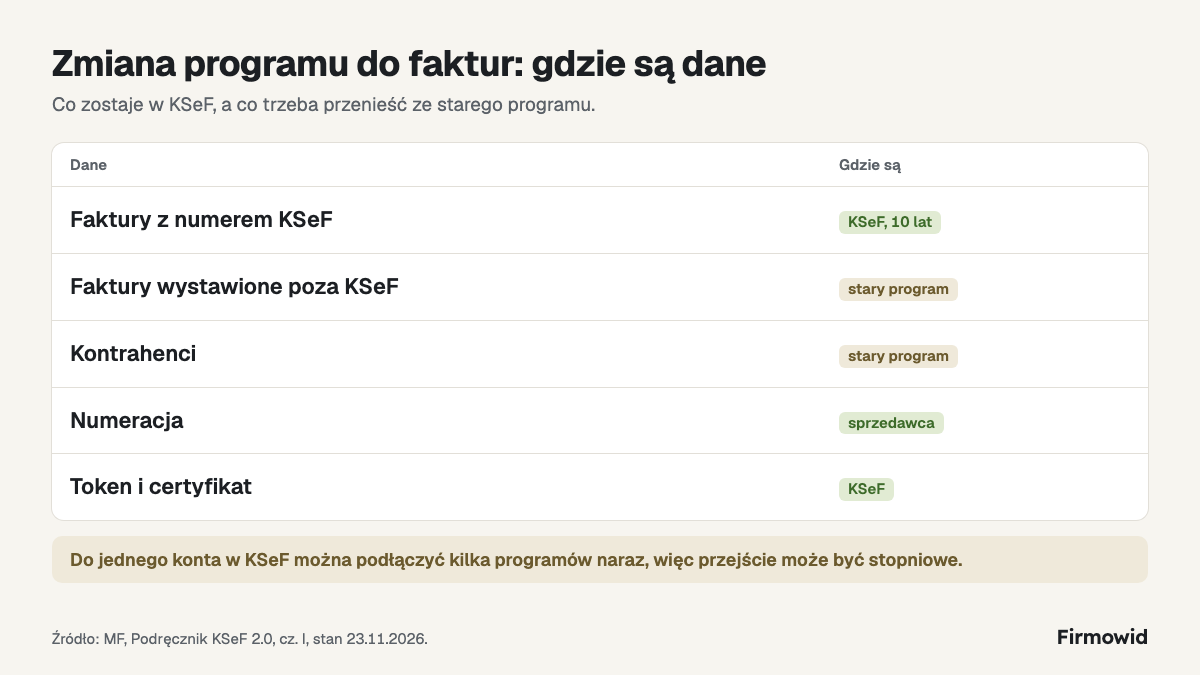 Zmiana programu do faktur: gdzie są dane
Co zostaje w KSeF, a co trzeba przenieść ze starego programu.
Dane Gdzie są
Faktury z numerem KSeF KSeF, 10 lat
Faktury wystawione poza KSeF stary program
Kontrahenci stary program
Numeracja sprzedawca
Token i certyfikat KSeF
Do jednego konta w KSeF można podłączyć kilka programów naraz, więc przejście może być stopniowe.
Źródło: MF, Podręcznik KSeF 2.0, cz. I, stan 23.11.2026.
Firmowid